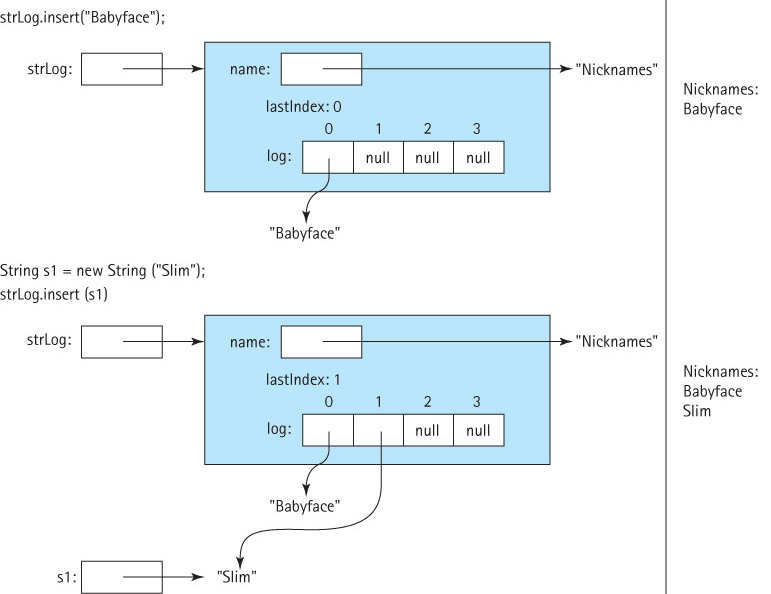 strLog.insert("Babyface");
strLog:
name:
"Nicknames"
lastIndex: 0
0 1 2 3
log:
null null null
"Babyface"
Nicknames:
Babyface
String s1 = new String ("Slim");
strLog.insert (s1)
strLog:
name:
"Nicknames"
lastIndex: 1
0 1 2 3
log:
null null
"Babyface"
s1:
"Slim"
Nicknames:
Babyface
Slim